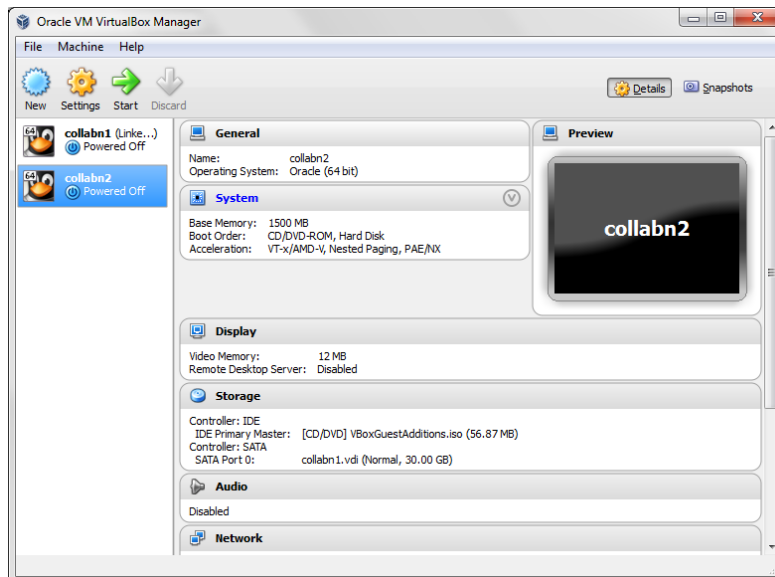 Oracle VM VirtualBox Manager
File Machine Help
New Settings Start Discard
Details Snapshots
64 collabn1 (Linke...)
Powered Off
64 collabn2
Powered Off
General
Name: collabn2
Operating System: Oracle (64 bit)
System
Base Memory: 1500 MB
Boot Order: CD/DVD-ROM, Hard Disk
Acceleration: VT-x/AMD-V, Nested Paging, PAE/NX
Preview
collabn2
Display
Video Memory: 12 MB
Remote Desktop Server: Disabled
Storage
Controller: IDE
IDE Primary Master: [CD/DVD] VBoxGuestAdditions.iso (56.87 MB)
Controller: SATA
SATA Port 0: collabn1.vdi (Normal, 30.00 GB)
Audio
Disabled
Network